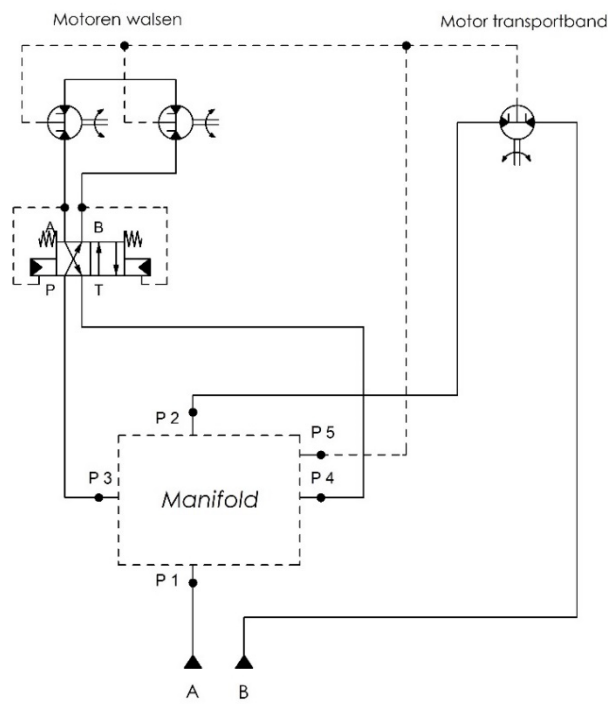 Motoren walsen
Motor transportband
A
B
P
T
P 2
P 5
P 3
P 4
Manifold
P 1
A
B